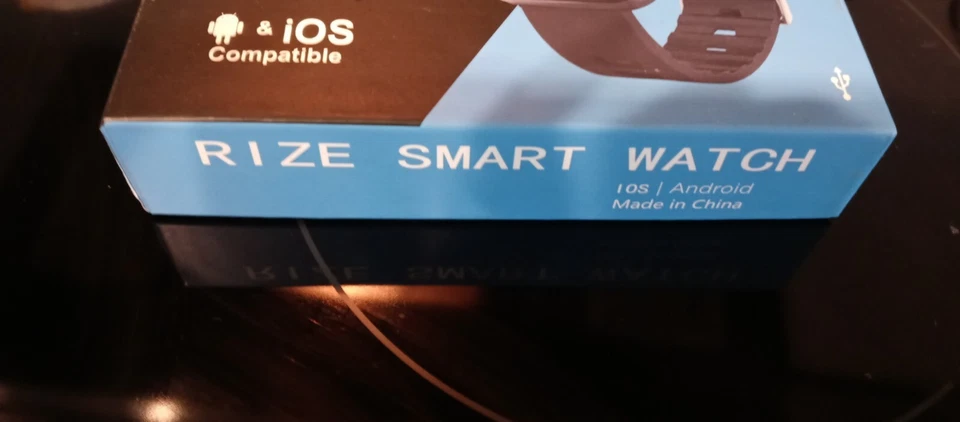 & iOS
Compatible
RIZE SMART WATCH
IOS | Android
Made in China